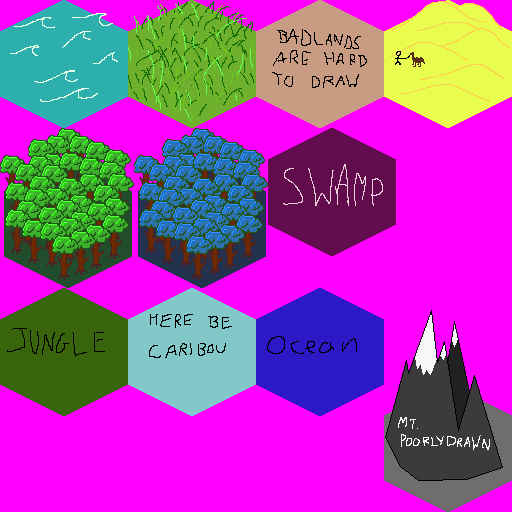 BADLANDS
ARE HARD
TO DRAW
SWAMP
JUNGLE
HERE BE
CARIBOU
Ocean
MT.
POORLYDRAWN